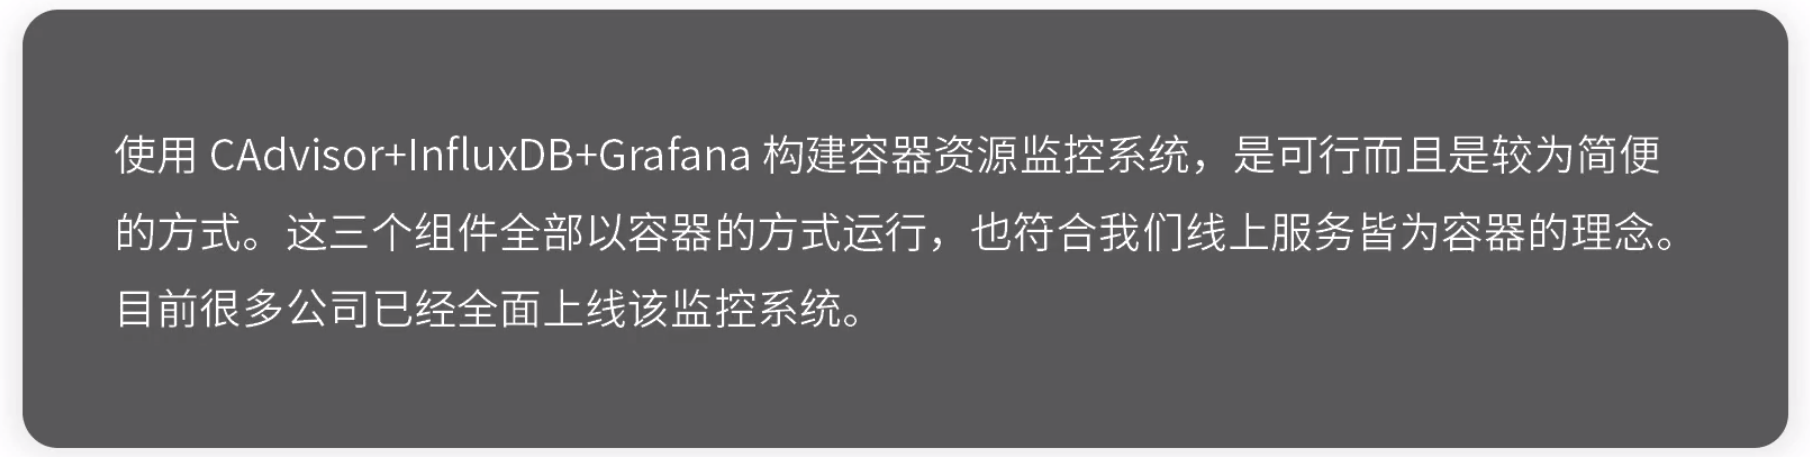 使用 CAdvisor+InfluxDB+Grafana 构建容器资源监控系统，是可行而且是较为简便
的方式。这三个组件全部以容器的方式运行，也符合我们线上服务皆为容器的理念。
目前很多公司已经全面上线该监控系统。